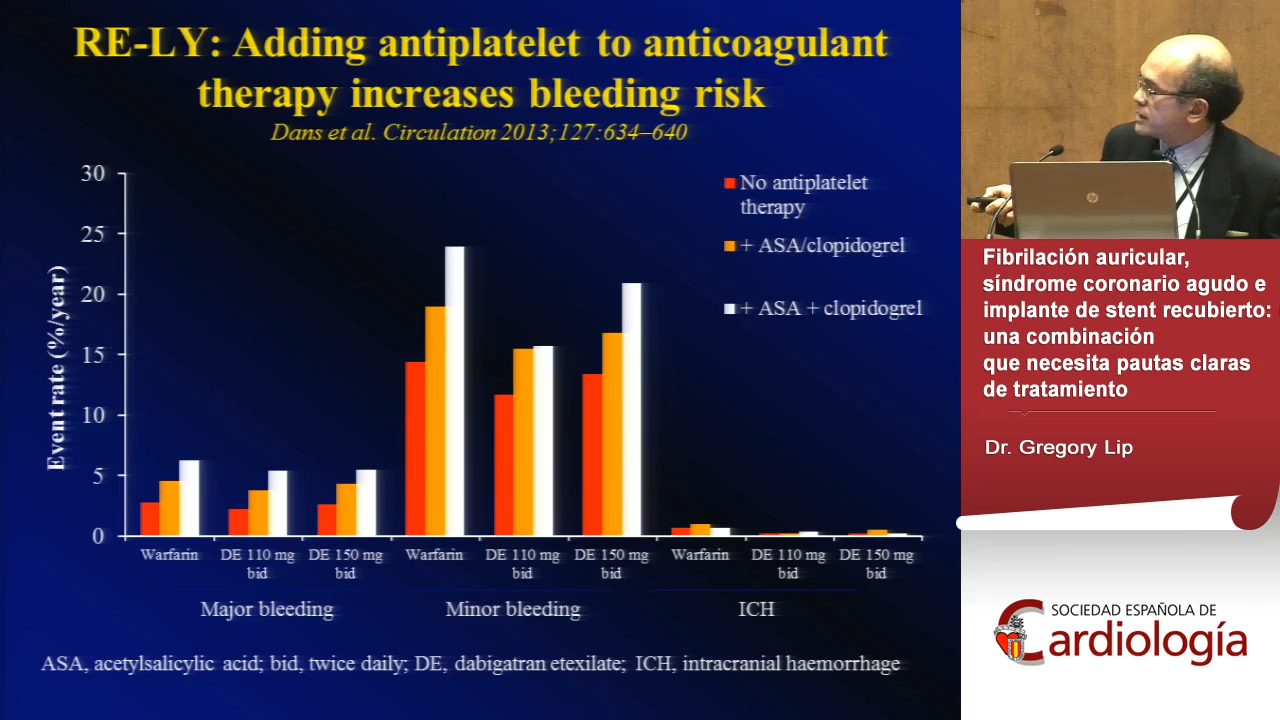 RE-LY: Adding antiplatelet to anticoagulant
therapy increases bleeding risk
Dans et al. Circulation 2013;127:634–640
30
25
20
15
10
5
0
Event rate (%/year)
No antiplatelet
therapy
+ ASA/clopidogrel
+ ASA + clopidogrel
Warfarin
DE 110 mg
bid
DE 150 mg
bid
Warfarin
DE 110 mg
bid
DE 150 mg
bid
Warfarin
DE 110 mg
bid
DE 150 mg
bid
Major bleeding
Minor bleeding
ICH
ASA, acetylsalicylic acid; bid, twice daily; DE, dabigatran etexilate; ICH, intracranial haemorrhage
hp
Fibrilación auricular,
síndrome coronario agudo e
implante de stent recubierto:
una combinación
que necesita pautas claras
de tratamiento
Dr. Gregory Lip
SOCIEDAD ESPAÑOLA DE
Cardiología